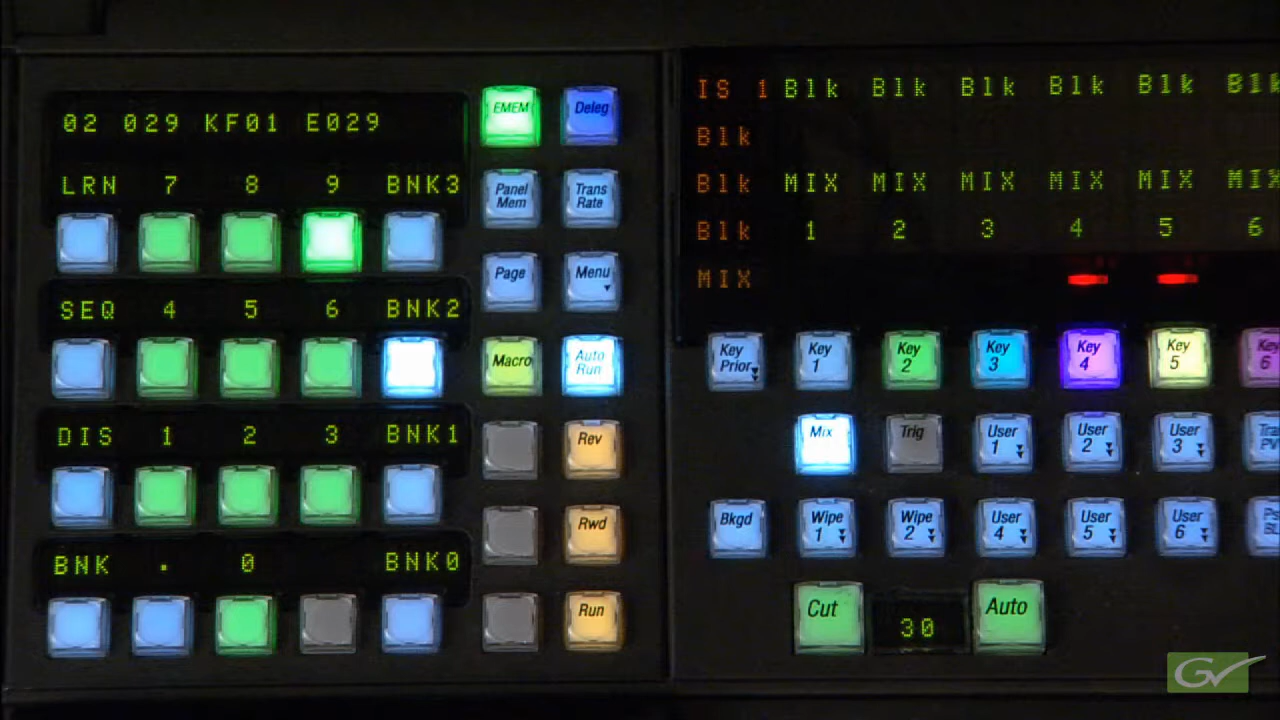 02 029 KF01 E029
LRN 7 8 9 BNK3
SEQ 4 5 6 BNK2
DIS 1 2 3 BNK1
BNK . 0 BNK0
EMEM Deleg
Panel Mem
Trans Rate
Page Menu
Macro
Auto Run
Rev
Rwd
Run
IS 1 Blk Blk Blk Blk Blk Blk
Blk
Blk MIX MIX MIX MIX MIX MIX
Blk 1 2 3 4 5 6
MIX
Key Prior
Key 1
Key 2
Key 3
Key 4
Key 5
6
Mix Trig
User 1
User 2
User 3
Bkgd
Wipe 1
Wipe 2
User 4
User 5
User 6
Cut 30 Auto
GV